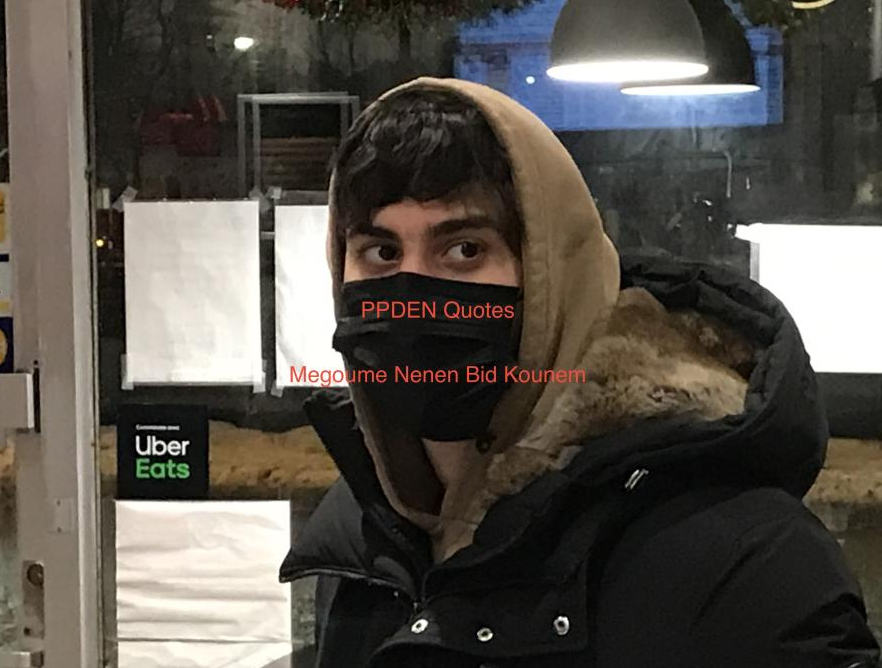 PPDEN Quotes
Megoume Nenen Bid Kounem
Uber
Eats